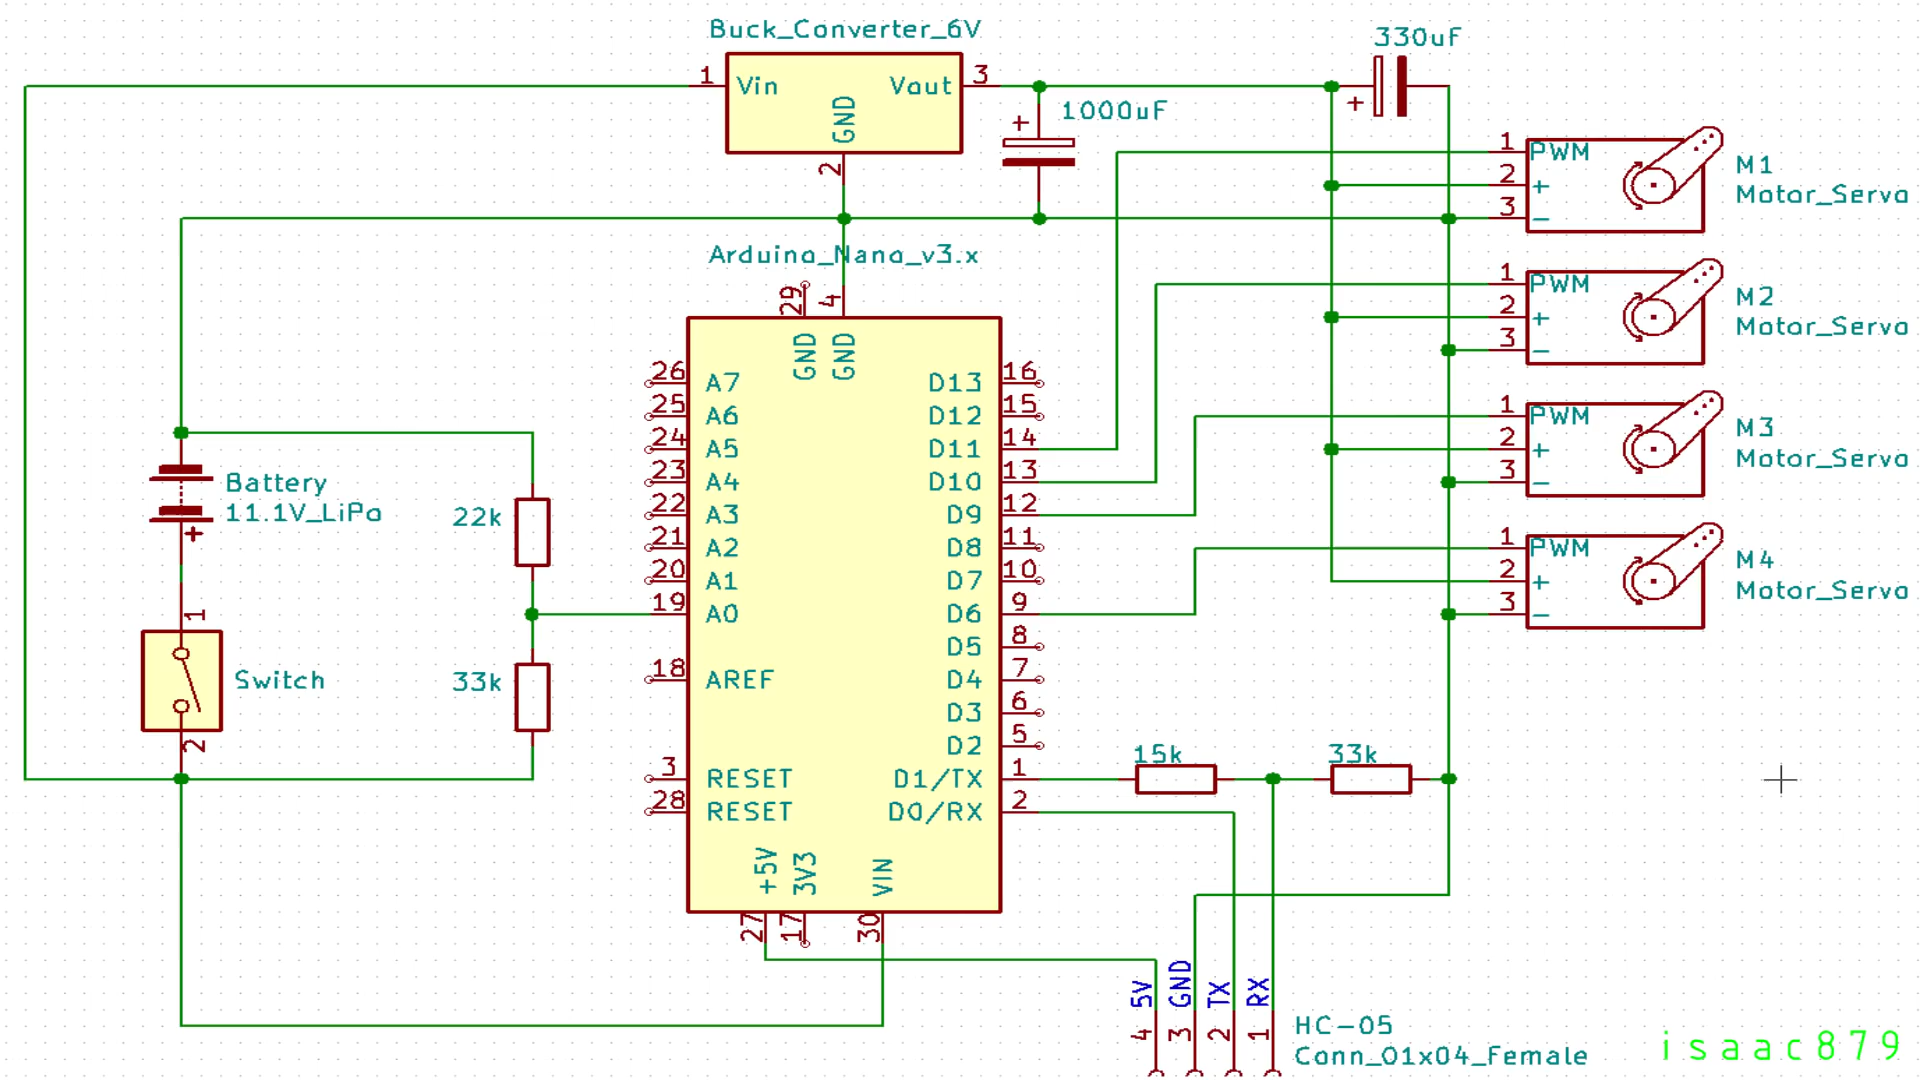 Buck_Converter_6V
330uF
1 Vin Vout 3
GND
2
+
1000uF
+
1 PWM
2 +
3 −
M1
Motor_Servo
Arduino_Nano_v3.x
29 4
GND GND
1 PWM
2 +
3 −
M2
Motor_Servo
26 A7 D13 16
25 A6 D12 15
24 A5 D11 14
23 A4 D10 13
22 A3 D9 12
21 A2 D8 11
20 A1 D7 10
19 A0 D6 9
D5 8
18 AREF D4 7
D3 6
D2 5
3 RESET D1/TX 1
28 RESET D0/RX 2
+5V 3V3 VIN
27 17 30
1 PWM
2 +
3 −
M3
Motor_Servo
1 PWM
2 +
3 −
M4
Motor_Servo
Battery
11.1V_LiPo
+
22k
1
Switch
2
33k
15k 33k
5V GND TX RX
4 3 2 1
HC-05
Conn_01x04_Female
isaac879